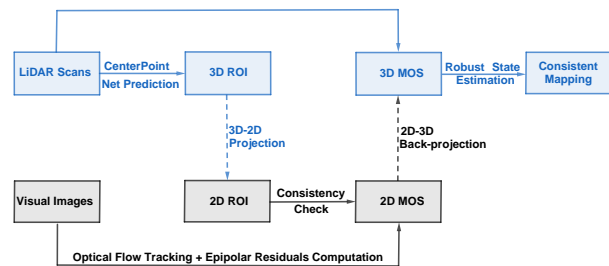 LiDAR Scans
CenterPoint
Net Prediction
3D ROI
3D MOS
Robust State
Estimation
Consistent
Mapping
3D-2D
Projection
2D-3D
Back-projection
Visual Images
2D ROI
Consistency
Check
2D MOS
Optical Flow Tracking + Epipolar Residuals Computation